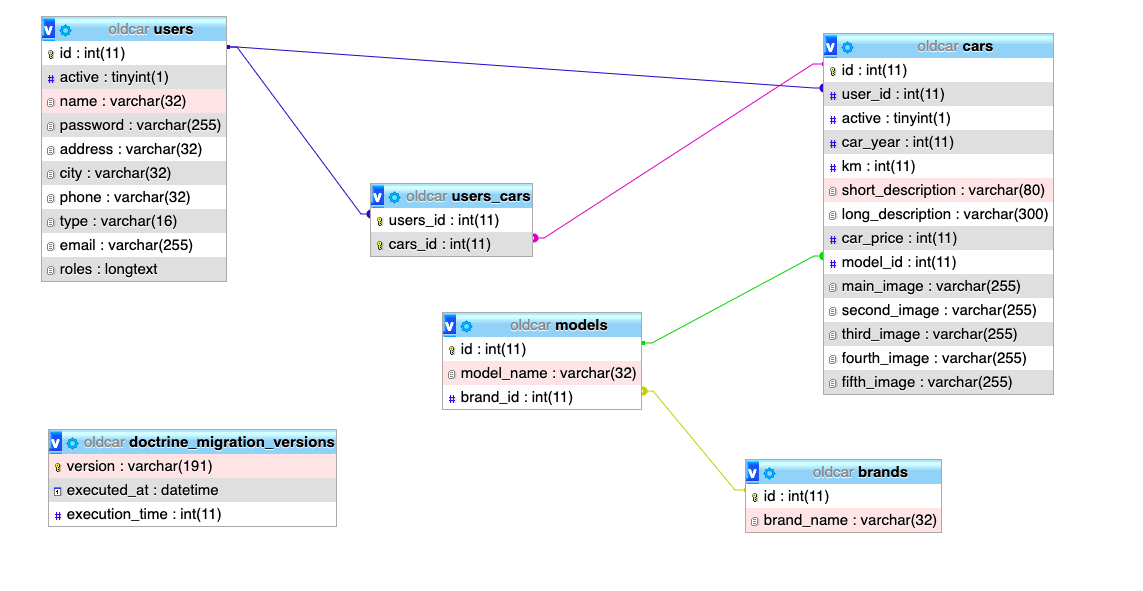 oldcar users
id : int(11)
active : tinyint(1)
name : varchar(32)
password : varchar(255)
address : varchar(32)
city : varchar(32)
phone : varchar(32)
type : varchar(16)
email : varchar(255)
roles : longtext
oldcar users_cars
users_id : int(11)
cars_id : int(11)
oldcar cars
id : int(11)
user_id : int(11)
active : tinyint(1)
car_year : int(11)
km : int(11)
short_description : varchar(80)
long_description : varchar(300)
car_price : int(11)
model_id : int(11)
main_image : varchar(255)
second_image : varchar(255)
third_image : varchar(255)
fourth_image : varchar(255)
fifth_image : varchar(255)
oldcar models
id : int(11)
model_name : varchar(32)
brand_id : int(11)
oldcar doctrine_migration_versions
version : varchar(191)
executed_at : datetime
execution_time : int(11)
oldcar brands
id : int(11)
brand_name : varchar(32)